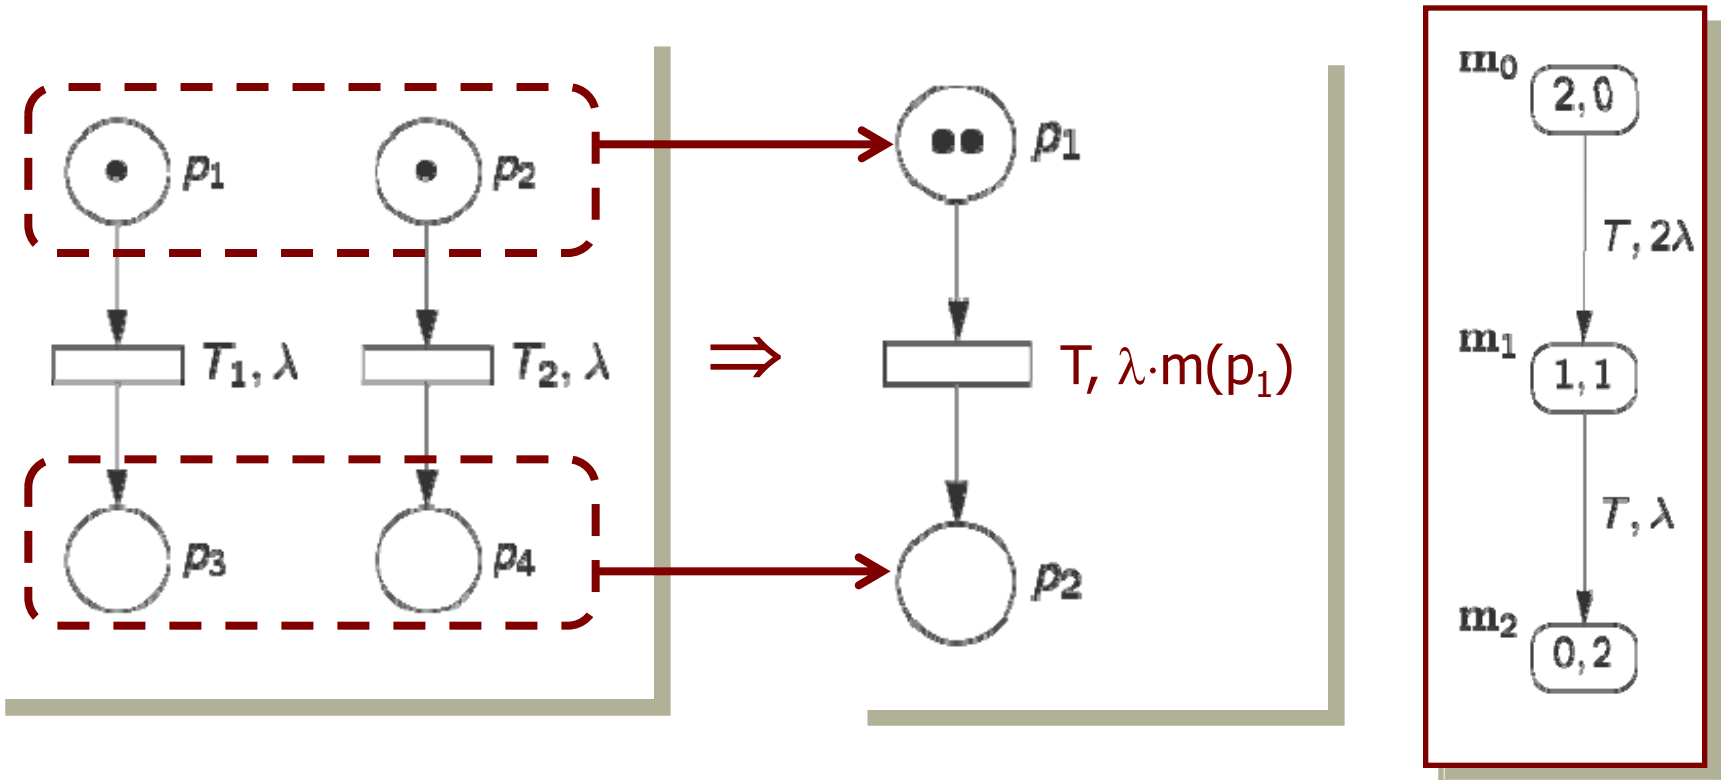 p₁ p₂
T₁, λ T₂, λ
p₃ p₄
⇒
p₁
T, λ·m(p₁)
p₂
m₀
2, 0
T, 2λ
m₁
1, 1
T, λ
m₂
0, 2